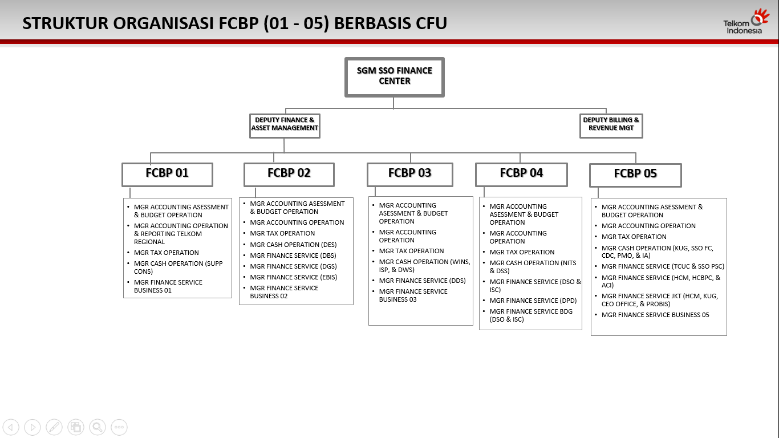 STRUKTUR ORGANISASI FCBP (01 - 05) BERBASIS CFU
Telkom
Indonesia
SGM SSO FINANCE
CENTER
DEPUTY FINANCE &
ASSET MANAGEMENT
DEPUTY BILLING &
REVENUE MGT
FCBP 01
• MGR ACCOUNTING ASESSMENT
& BUDGET OPERATION
• MGR ACCOUNTING OPERATION
& REPORTING TELKOM
REGIONAL
• MGR TAX OPERATION
• MGR CASH OPERATION (SUPP
CONS)
• MGR FINANCE SERVICE
BUSINESS 01
FCBP 02
• MGR ACCOUNTING ASESSMENT
& BUDGET OPERATION
• MGR ACCOUNTING OPERATION
• MGR TAX OPERATION
• MGR CASH OPERATION (DES)
• MGR FINANCE SERVICE (DBS)
• MGR FINANCE SERVICE (DGS)
• MGR FINANCE SERVICE (EBIS)
• MGR FINANCE SERVICE
BUSINESS 02
FCBP 03
• MGR ACCOUNTING
ASESSMENT & BUDGET
OPERATION
• MGR ACCOUNTING
OPERATION
• MGR TAX OPERATION
• MGR CASH OPERATION (WINS,
ISP, & DWS)
• MGR FINANCE SERVICE (DDS)
• MGR FINANCE SERVICE
BUSINESS 03
FCBP 04
• MGR ACCOUNTING
ASESSMENT & BUDGET
OPERATION
• MGR ACCOUNTING
OPERATION
• MGR TAX OPERATION
• MGR CASH OPERATION (NITS
& DSS)
• MGR FINANCE SERVICE (DSO &
ISC)
• MGR FINANCE SERVICE (DPD)
• MGR FINANCE SERVICE BDG
(DSO & ISC)
FCBP 05
• MGR ACCOUNTING ASESSMENT &
BUDGET OPERATION
• MGR ACCOUNTING OPERATION
• MGR TAX OPERATION
• MGR CASH OPERATION (KUG, SSO FC,
CDC, PMO, & IA)
• MGR FINANCE SERVICE (TCUC & SSO PSC)
• MGR FINANCE SERVICE (HCM, HCBPC, &
ACI)
• MGR FINANCE SERVICE JKT (HCM, KUG,
CEO OFFICE, & PROBIS)
• MGR FINANCE SERVICE BUSINESS 05